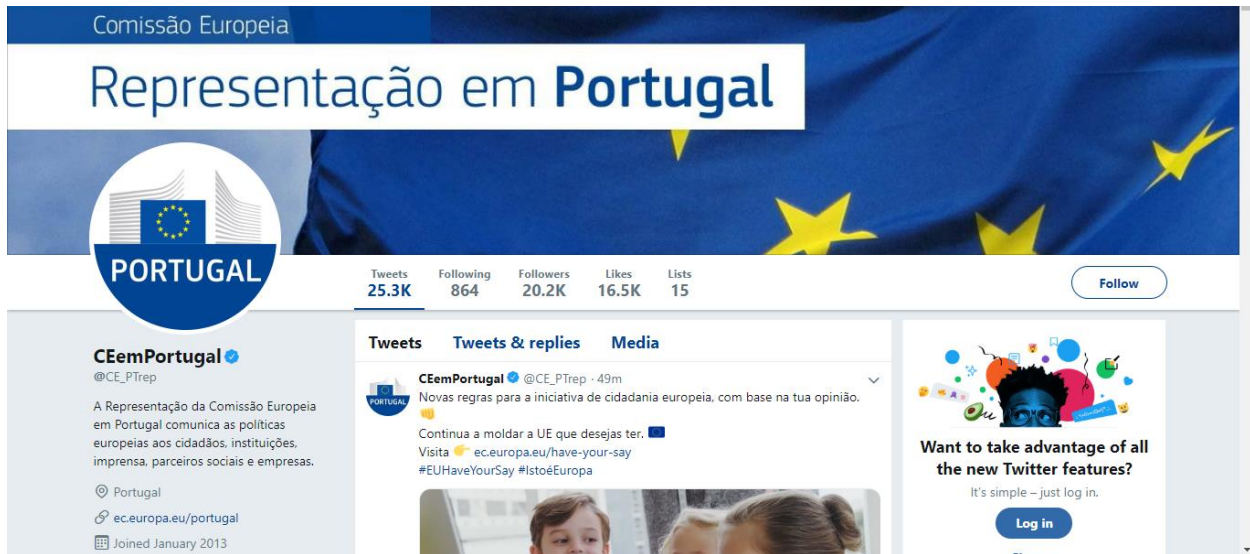 Comissão Europeia
Representação em Portugal
PORTUGAL
Tweets Following Followers Likes Lists
25.3K 864 20.2K 16.5K 15
Follow
CEemPortugal
@CE_PTrep
A Representação da Comissão Europeia
em Portugal comunica as políticas
europeias aos cidadãos, instituições,
imprensa, parceiros sociais e empresas.
Portugal
ec.europa.eu/portugal
Joined January 2013
Tweets Tweets & replies Media
PORTUGAL
CEemPortugal @CE_PTrep · 49m
Novas regras para a iniciativa de cidadania europeia, com base na tua opinião.
Continua a moldar a UE que desejas ter.
Visita ec.europa.eu/have-your-say
#EUHaveYourSay #IstoéEuropa
Want to take advantage of all
the new Twitter features?
It's simple – just log in.
Log in